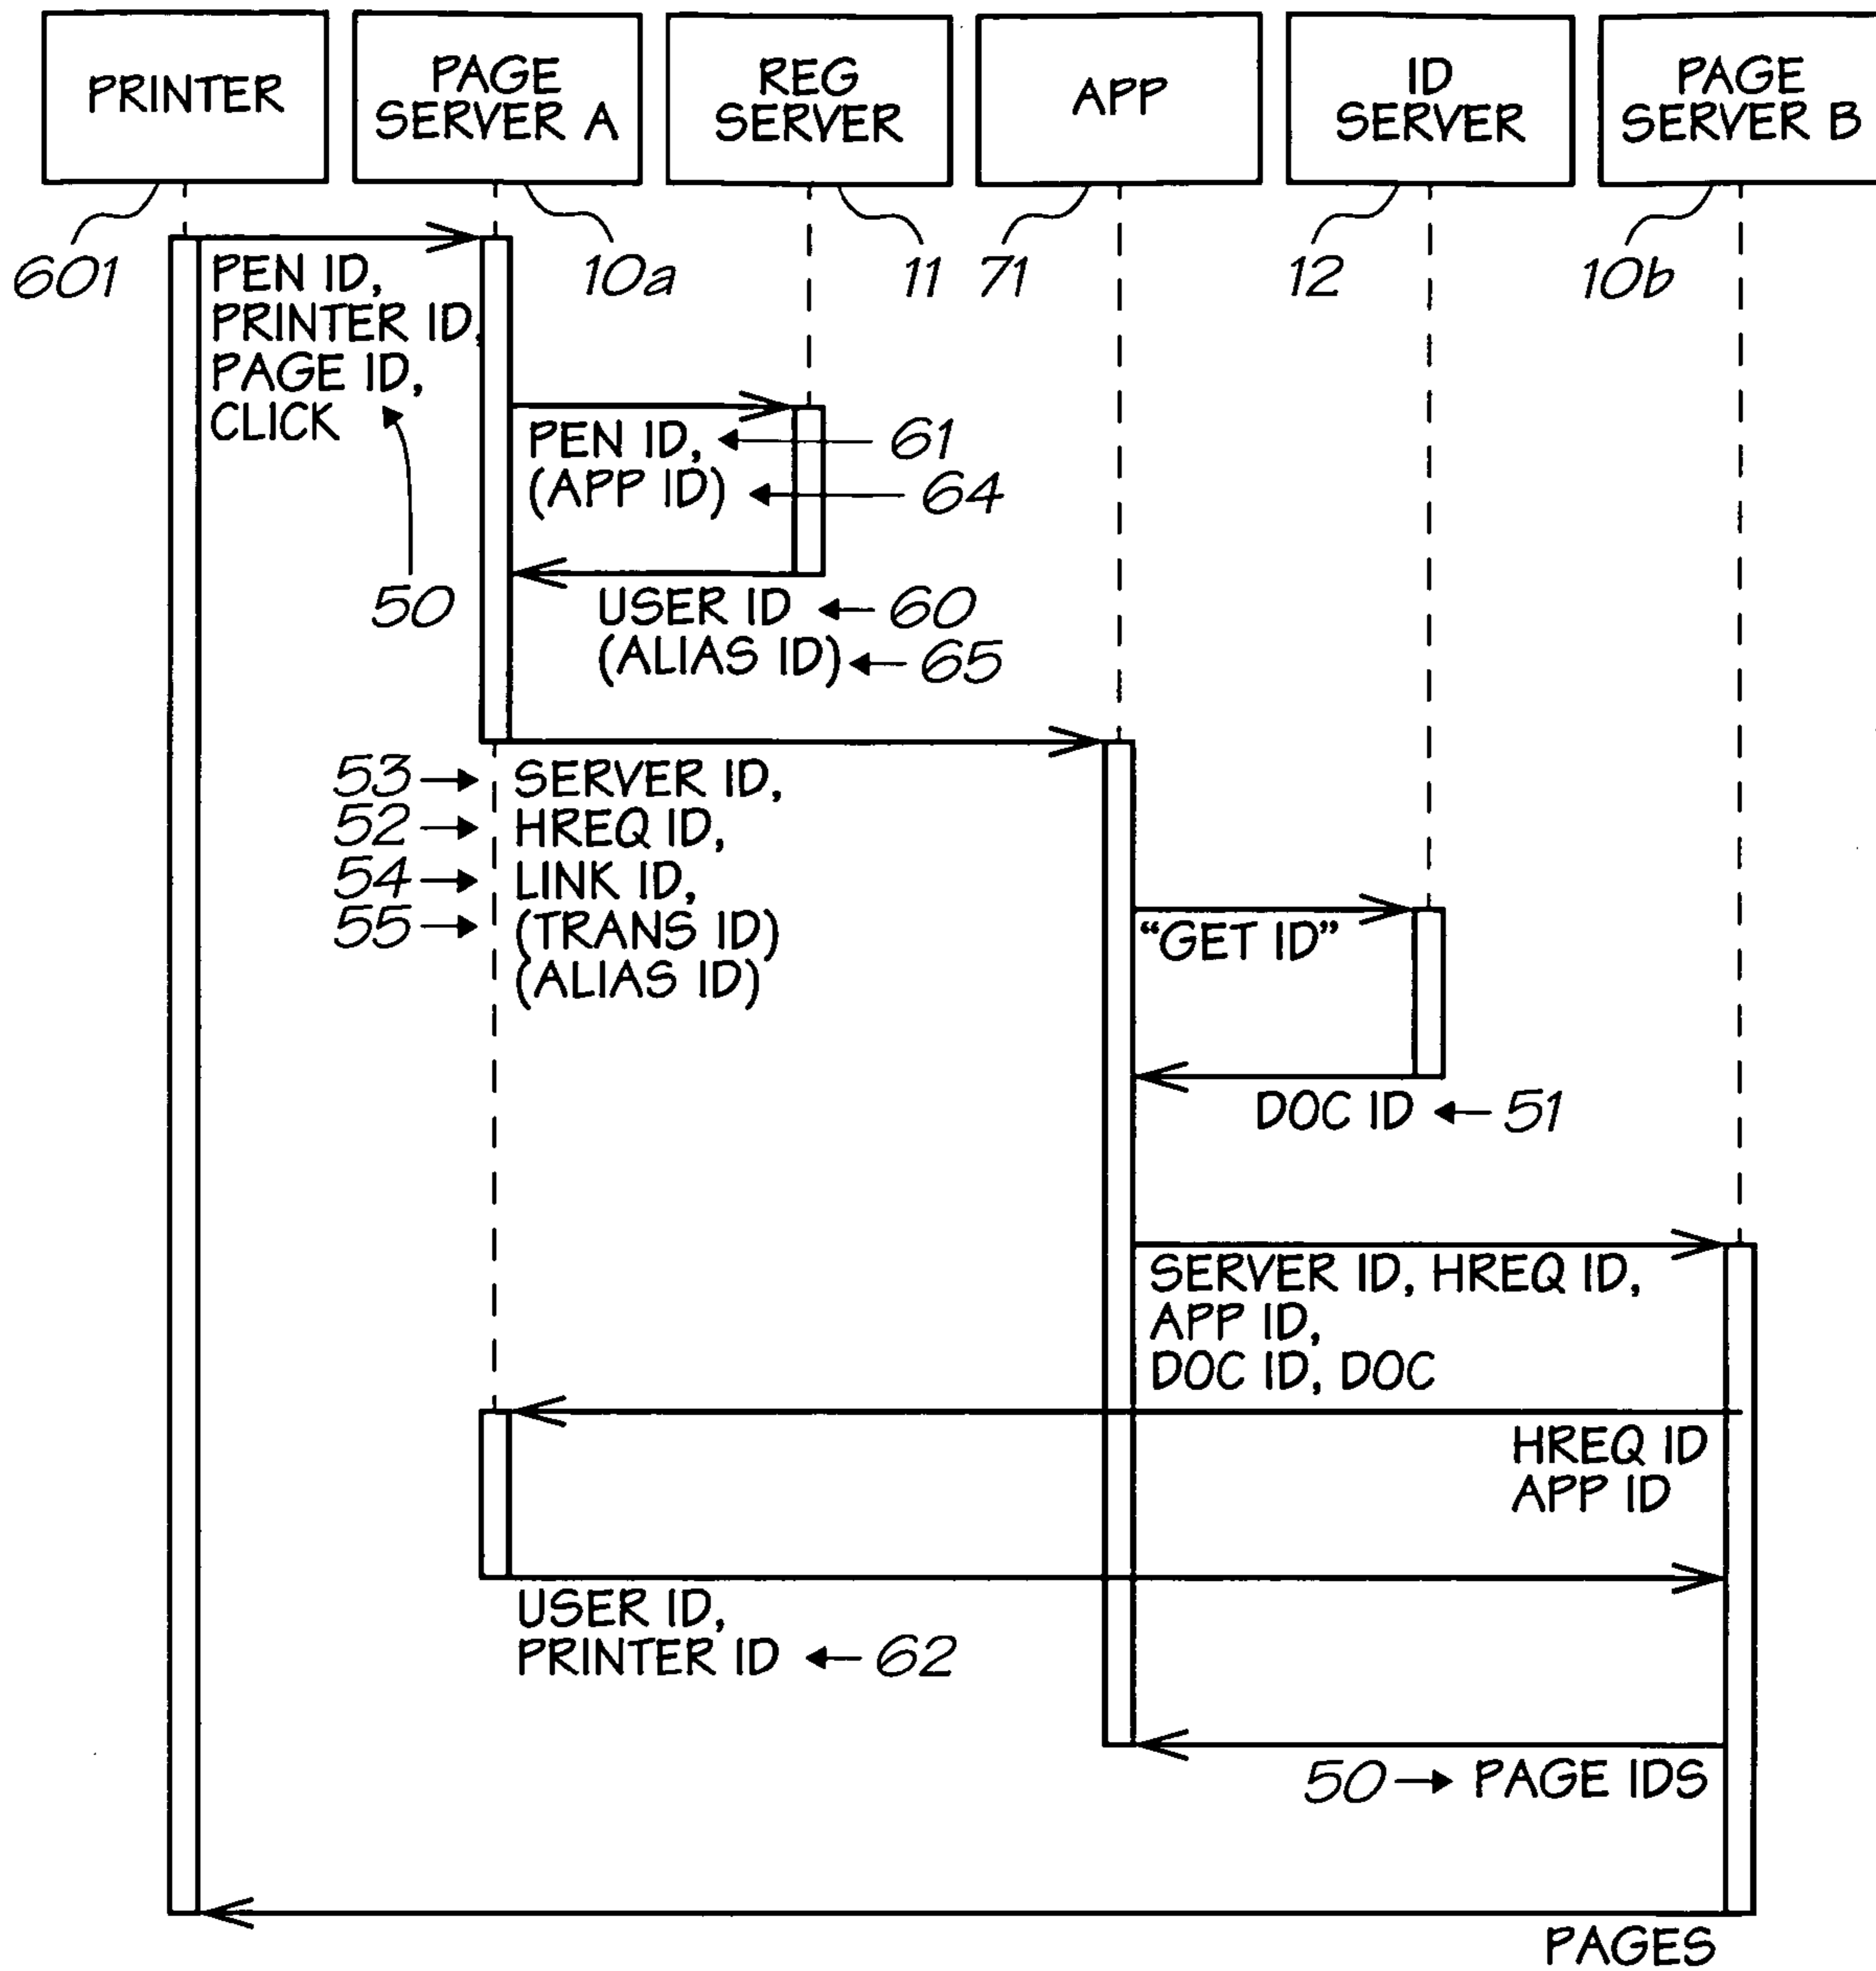 PRINTER
PAGE
SERVER A
REG
SERVER
APP
ID
SERVER
PAGE
SERVER B
601
10a
11
71
12
10b
PEN ID,
PRINTER ID,
PAGE ID,
CLICK
50
PEN ID, 61
(APP ID) 64
USER ID 60
(ALIAS ID) 65
53 SERVER ID,
52 HREQ ID,
54 LINK ID,
55 (TRANS ID)
(ALIAS ID)
“GET ID”
DOC ID 51
SERVER ID, HREQ ID,
APP ID,
DOC ID, DOC
HREQ ID
APP ID
USER ID,
PRINTER ID 62
50 PAGE IDS
PAGES